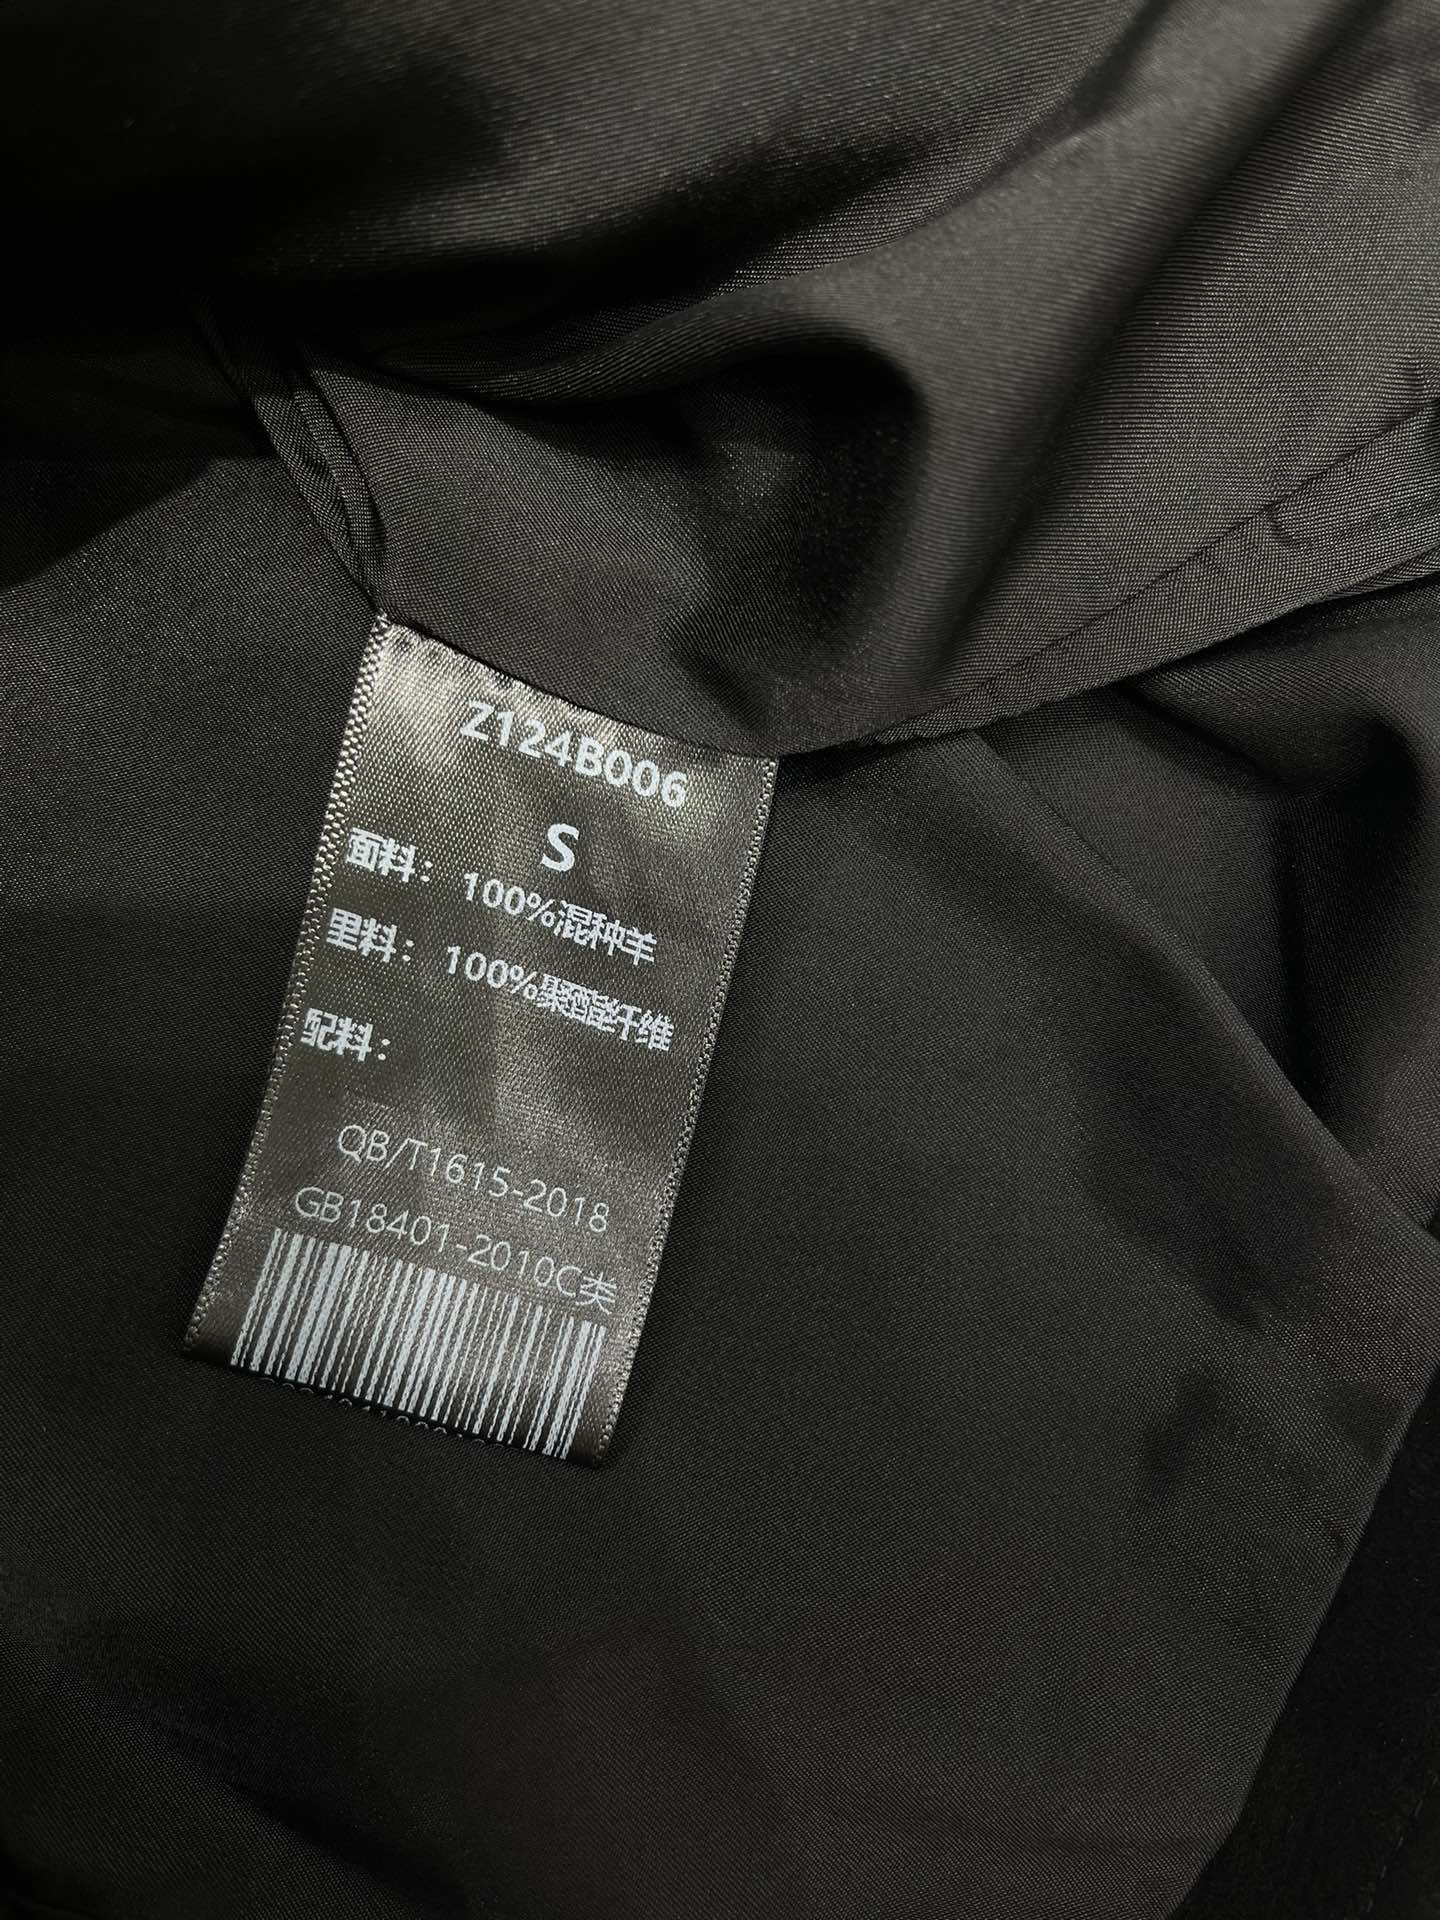 Z124B006
S
面料：100%混种羊
里料：100%聚酯纤维
配料：
QB/T1615-2018
GB18401-2010C类